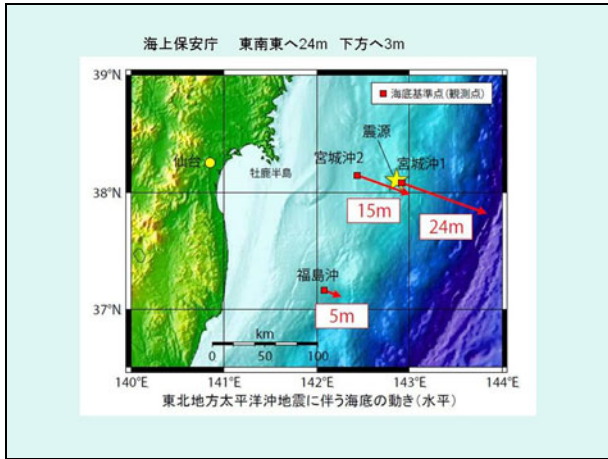 海上保安庁 東南東へ24m 下方へ3m
39°N
海底基準点(観測点)
震源
宮城沖2
宮城沖1
仙台
牡鹿半島
38°N
15m
24m
福島沖
37°N
5m
km
0 50 100
140°E 141°E 142°E 143°E 144°E
東北地方太平洋沖地震に伴う海底の動き(水平)